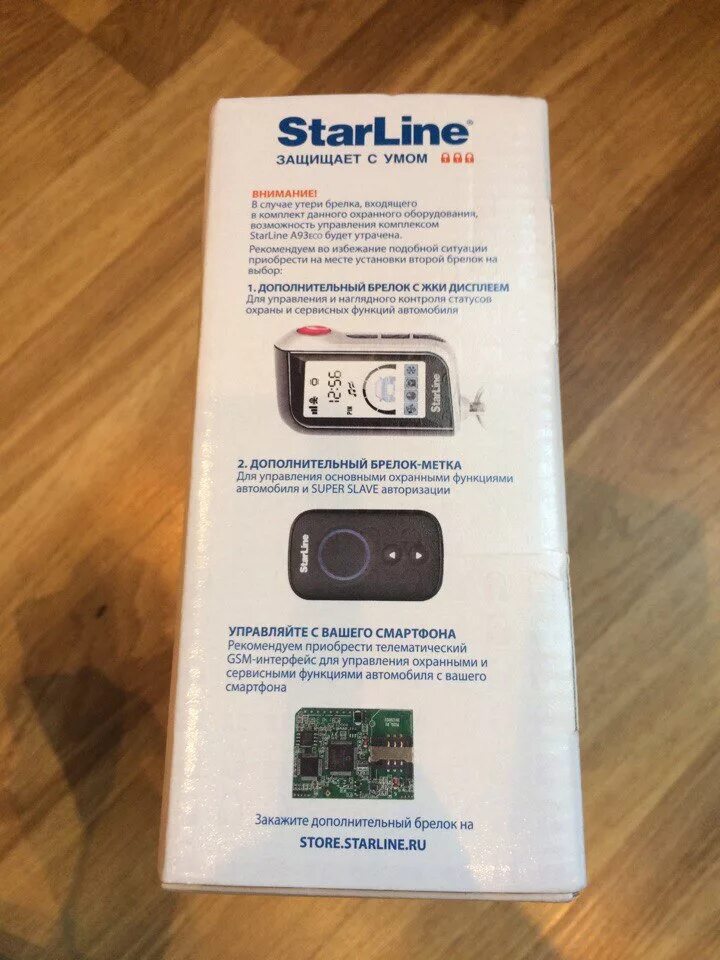 StarLine®
ЗАЩИЩАЕТ С УМОМ
ВНИМАНИЕ!
В случае утери брелка, входящего
в комплект данного охранного оборудования,
возможность управления комплексом
StarLine A93ECO будет утрачена.
Рекомендуем во избежание подобной ситуации
приобрести на месте установки второй брелок на
выбор:
1. ДОПОЛНИТЕЛЬНЫЙ БРЕЛОК С ЖКИ ДИСПЛЕЕМ
Для управления и наглядного контроля статусов
охраны и сервисных функций автомобиля
12:56
PM
StarLine
2. ДОПОЛНИТЕЛЬНЫЙ БРЕЛОК-МЕТКА
Для управления основными охранными функциями
автомобиля и SUPER SLAVE авторизации
StarLine
УПРАВЛЯЙТЕ С ВАШЕГО СМАРТФОНА
Рекомендуем приобрести телематический
GSM-интерфейс для управления охранными и
сервисными функциями автомобиля с вашего
смартфона
Закажите дополнительный брелок на
STORE.STARLINE.RU